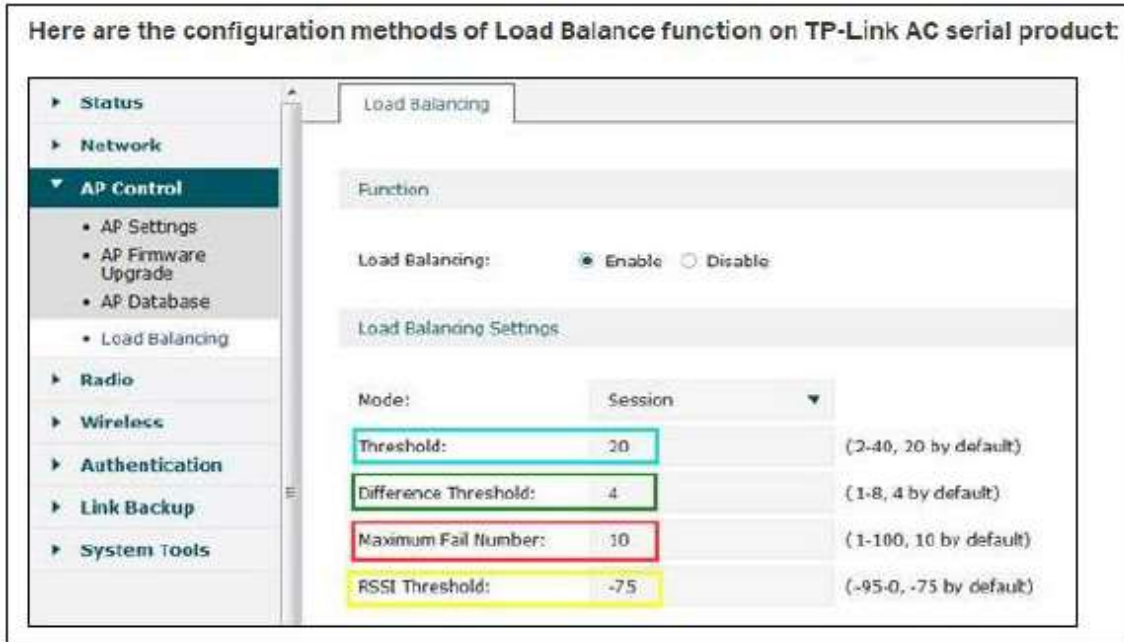 Here are the configuration methods of Load Balance function on TP-Link AC serial product:
Status
Network
AP Control
AP Settings
AP Firmware
Upgrade
AP Database
Load Balancing
Radio
Wireless
Authentication
Link Backup
System Tools
Load Balancing
Function
Load Balancing: Enable Disable
Load Balancing Settings
Mode: Session
Threshold: 20 (2-40, 20 by default)
Difference Threshold: 4 (1-8, 4 by default)
Maximum Fail Number: 10 (1-100, 10 by default)
RSSI Threshold: -75 (-95-0, -75 by default)